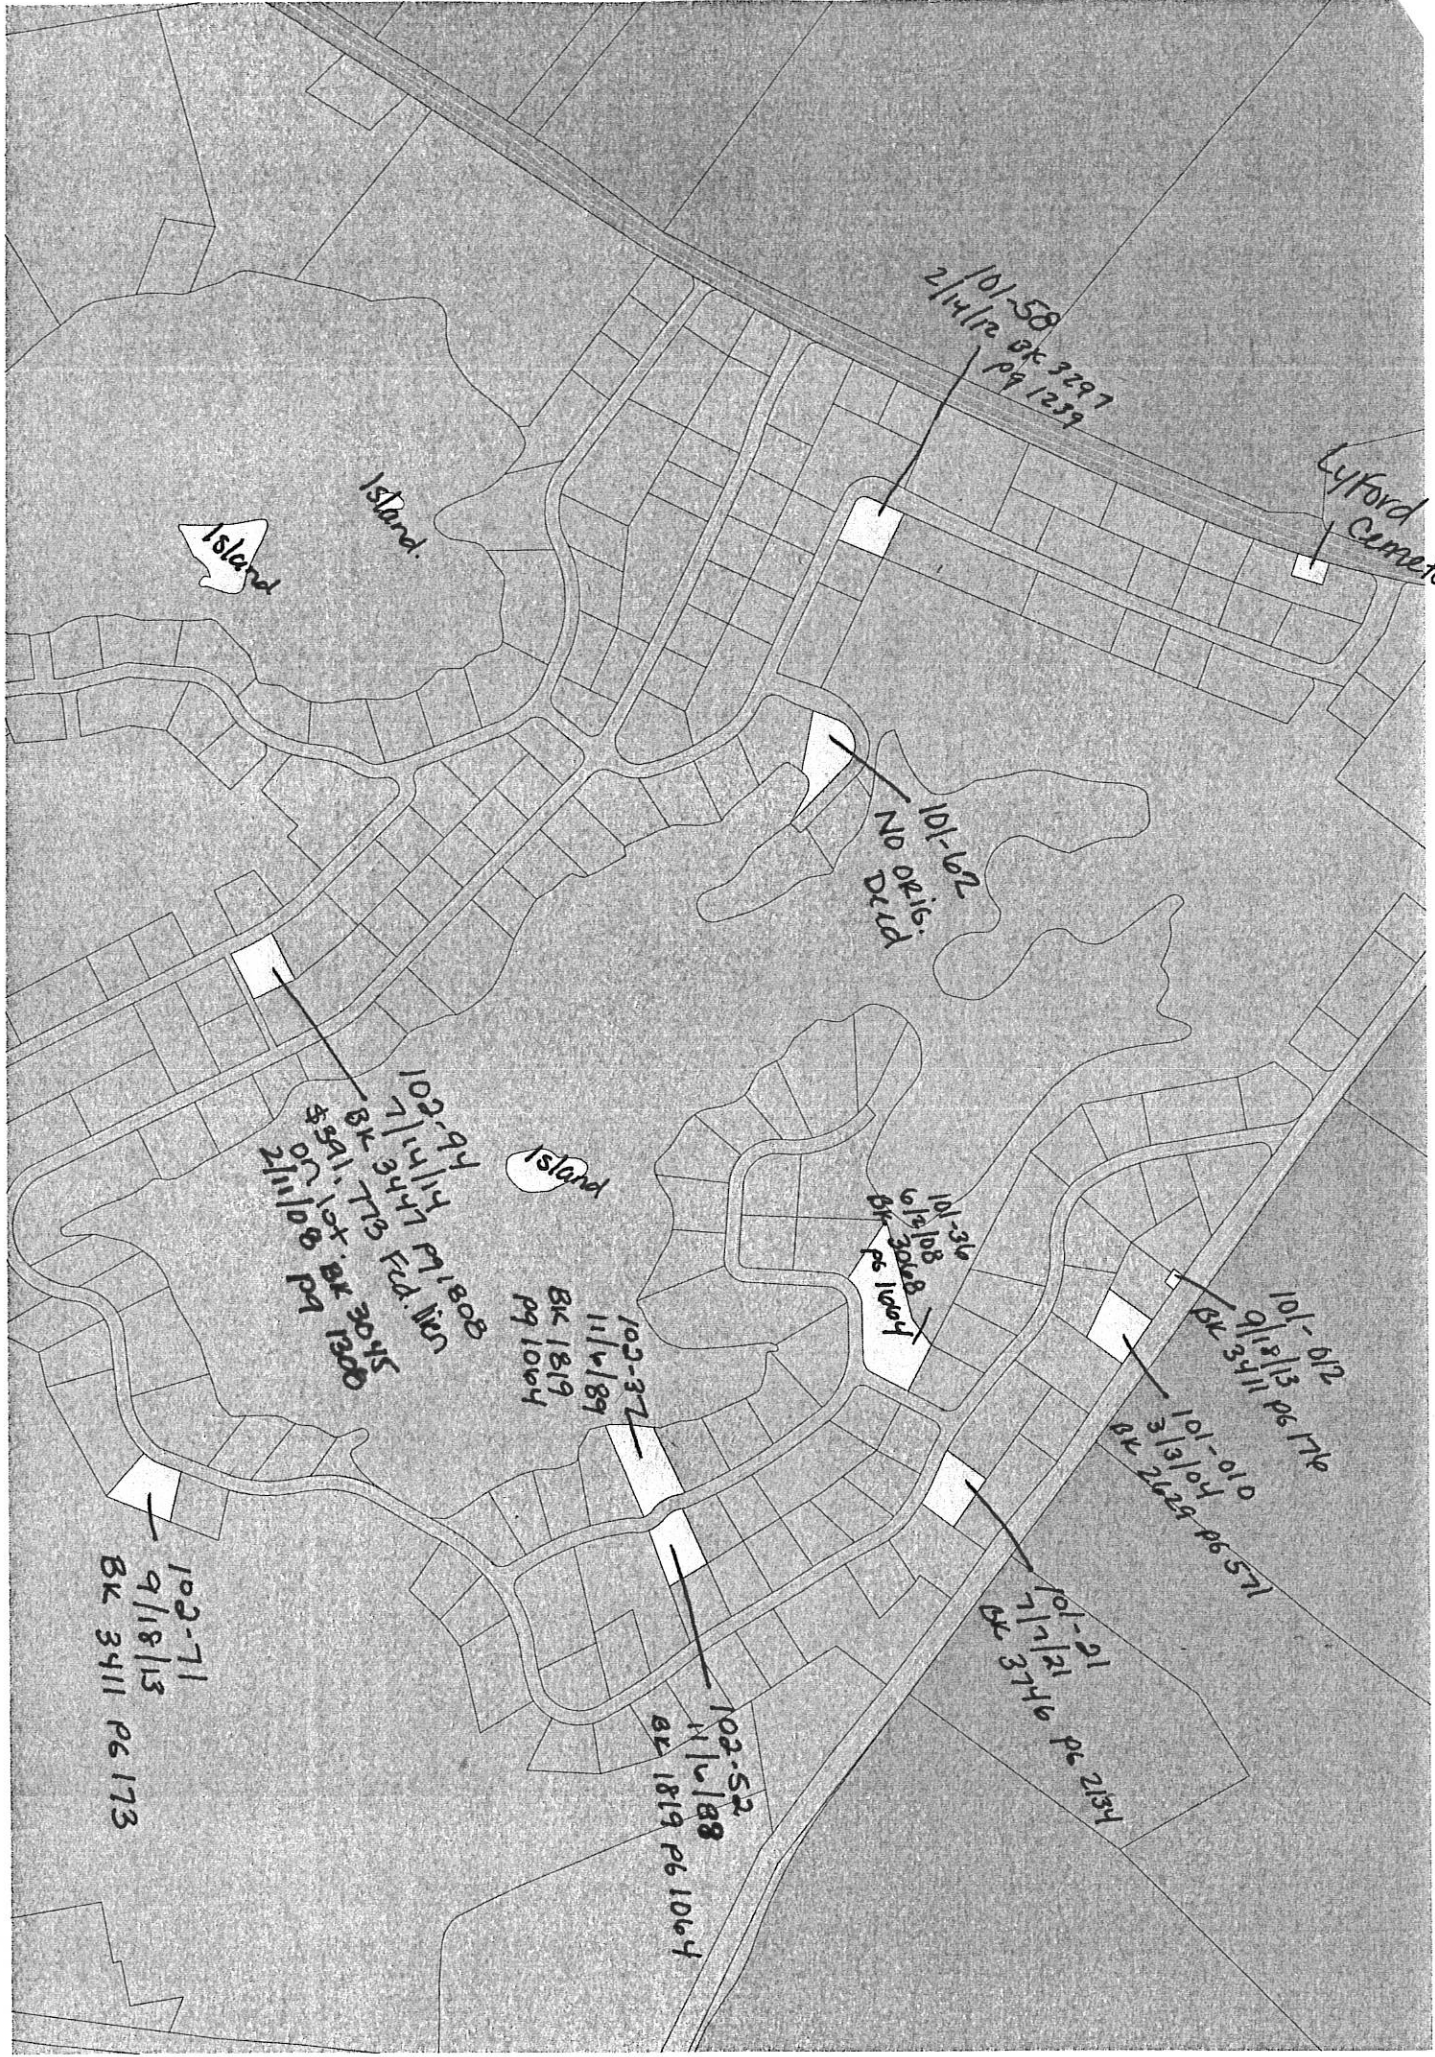 101-58
2/14/12 BK 3297
pg 1239
Lyford
Island.
Island
101-62
NO ORIG.
Deed
102-94
7/14/14
BK 3447 pg 1808
$391,773 Fed. lien
on lot: BK 3045
2/11/08 pg 1300
Island
101-36
6/2/08
BK 3068
PG 1664
101-012
9/18/13
BK 3411 PG 176
101-010
3/3/04
BK 2629 PG 571
102-37
11/6/89
BK 1819
pg 1064
101-21
7/7/21
BK 3746 PG 2134
102-52
11/6/88
BK 1819 PG 1064
102-71
9/18/13
BK 3411 PG 173